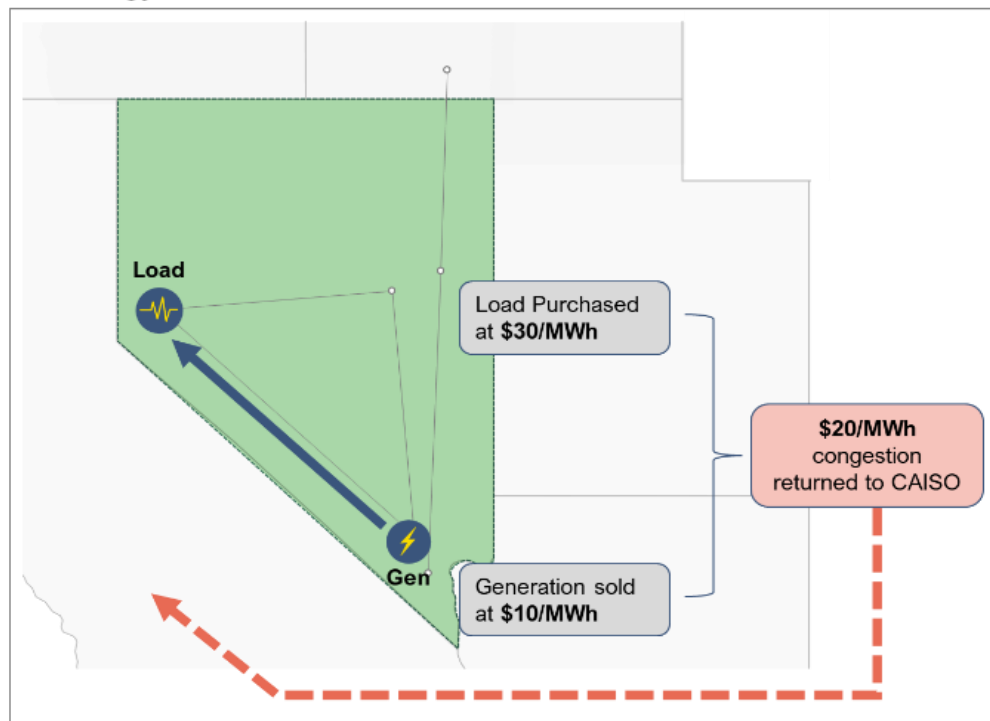 Load
Load Purchased
at $30/MWh
$20/MWh
congestion
returned to CAISO
Gen
Generation sold
at $10/MWh